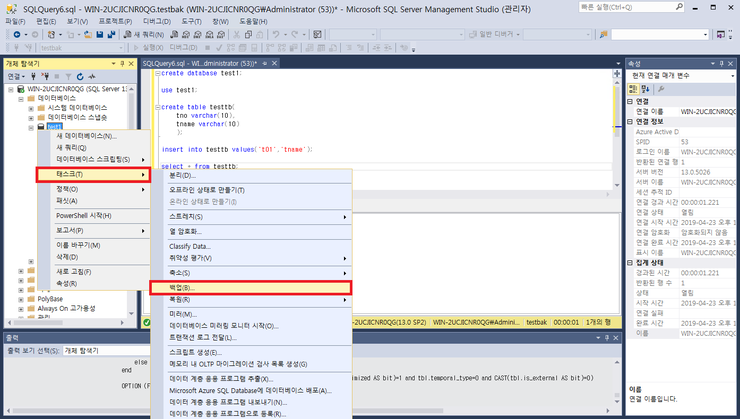 SQLQuery6.sql - WIN-2UCJICNR0QG.testbak (WIN-2UCJICNR0QG₩Administrator (53))* - Microsoft SQL Server Management Studio (관리자)
빠른 실행(Ctrl+Q)
파일(F) 편집(E) 보기(V) 프로젝트(P) 디버그(D) 도구(T) 창(W) 도움말(H)
새 쿼리(N)
일반 디버거
testbak
실행(X) 디버그(D)
개체 탐색기
연결
WIN-2UCJICNR0QG (SQL Server 13
데이터베이스
시스템 데이터베이스
데이터베이스 스냅숏
test1
새 데이터베이스(N)...
새 쿼리(Q)
데이터베이스 스크립팅(S)
태스크(T)
정책(O)
패싯(A)
PowerShell 시작(H)
보고서(P)
이름 바꾸기(M)
삭제(D)
새로 고침(F)
속성(R)
PolyBase
Always On 고가용성
관리
분리(D)...
오프라인 상태로 만들기(T)
온라인 상태로 만들기(I)
스트레치(S)
열 암호화...
Classify Data...
취약성 평가(V)
축소(S)
백업(B)...
복원(R)
미러(M)...
데이터베이스 미러링 모니터 시작(O)...
트랜잭션 로그 전달(L)...
스크립트 생성(E)...
메모리 내 OLTP 마이그레이션 검사 목록 생성(G)
데이터 계층 응용 프로그램 추출(X)...
Microsoft Azure SQL Database에 데이터베이스 배포(A)...
데이터 계층 응용 프로그램 내보내기(N)...
데이터 계층 응용 프로그램으로 등록(R)...
SQLQuery6.sql - WI...dministrator (53))*
create database test1;
use test1;
create table testtb(
tno varchar(10),
tname varchar(10)
);
insert into testtb values('t01','tname');
select * from testtb;
2UCJICNR0QG(13.0 SP2) WIN-2UCJICNR0QG₩Admini... testbak 00:00:01 1개의 행
출력
출력 보기 선택(S): 개체 탐색기
else
end
OPTION (F
imized AS bit)=1 and tbl.temporal_type=0 and CAST(tbl.is_external AS bit)=0)
속성
현재 연결 매개 변수
연결
연결 이름 WIN-2UCJICNR0QG
연결 정보
Azure Active D
SPID 53
로그인 이름 WIN-2UCJICNR0QG
반환된 연결 행 1
서버 버전 13.0.5026
서버 이름 WIN-2UCJICNR0QG
세션 추적 ID
연결 경과 시간 00:00:01.221
연결 상태 열림
연결 시작 시간 2019-04-23 오후 1
연결 암호화 암호화되지 않음
연결 완료 시간 2019-04-23 오후 1
표시 이름 WIN-2UCJICNR0QG
집계 상태
경과된 시간 00:00:01.221
반환된 행 수 1
상태 열림
시작 시간 2019-04-23 오후 1
연결 실패
완료 시간 2019-04-23 오후 1
이름 WIN-2UCJICNR0QG
이름
연결 이름입니다.